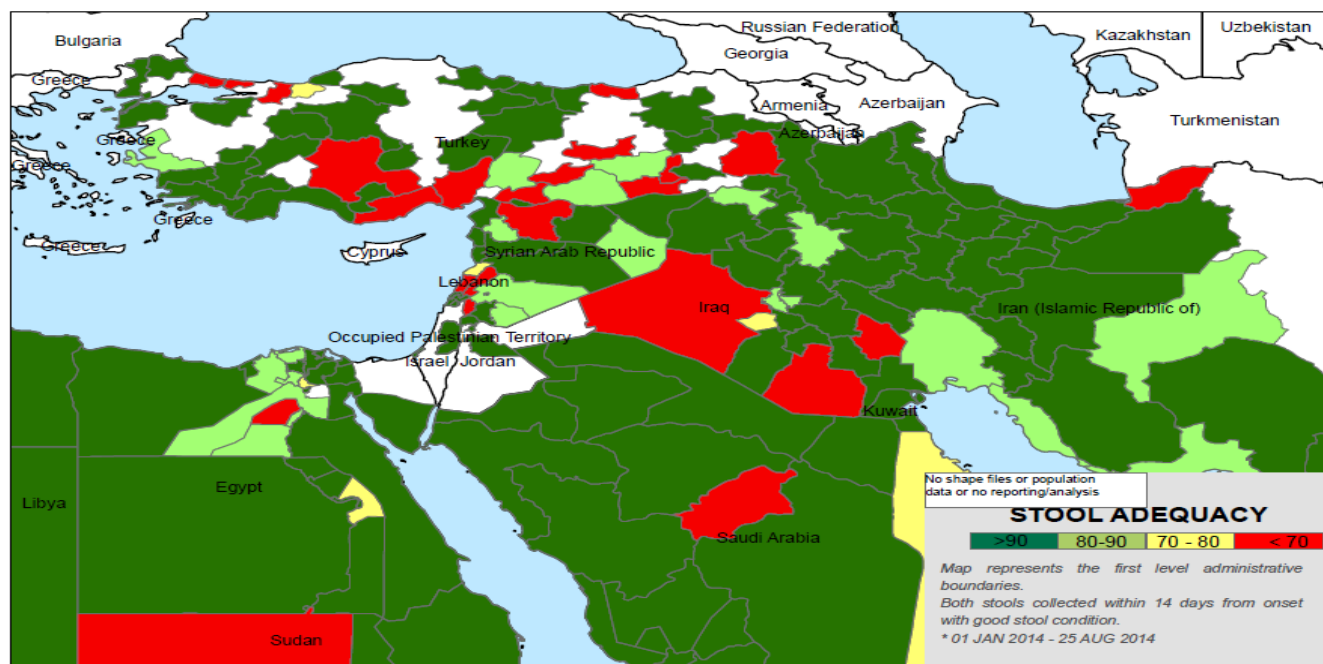 Russian Federation
Kazakhstan
Uzbekistan
Bulgaria
Georgia
Greece
Armenia
Azerbaijan
Turkmenistan
Azerbaijan
Greece
Turkey
Greece
Greece
Greece
Cyprus
Syrian Arab Republic
Lebanon
Iraq
Iran (Islamic Republic of)
Occupied Palestinian Territory
Israel
Jordan
Kuwait
Egypt
Libya
Saudi Arabia
Sudan
No shape files or population
data or no reporting/analysis
STOOL ADEQUACY
>90 80-90 70 - 80 < 70
Map represents the first level administrative
boundaries.
Both stools collected within 14 days from onset
with good stool condition.
* 01 JAN 2014 - 25 AUG 2014